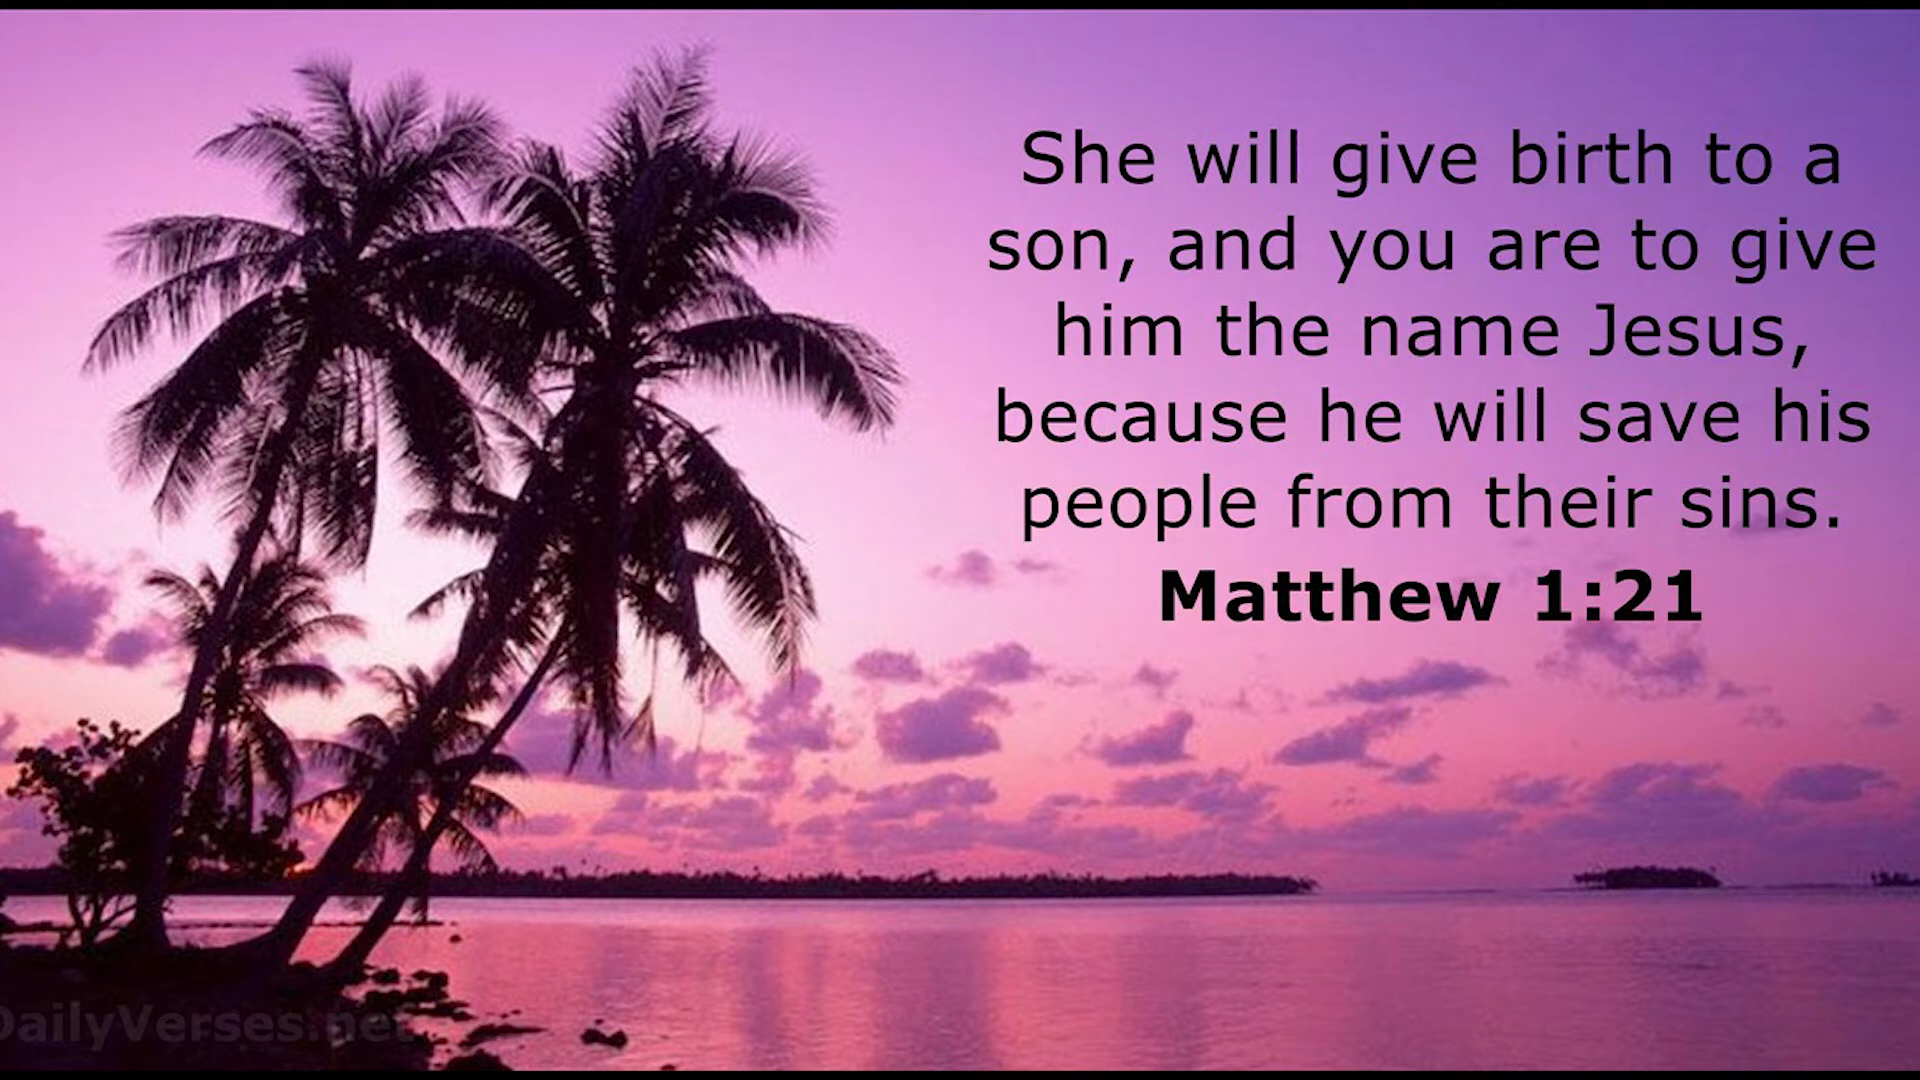 She will give birth to a
son, and you are to give
him the name Jesus,
because he will save his
people from their sins.
Matthew 1:21
DailyVerses.net